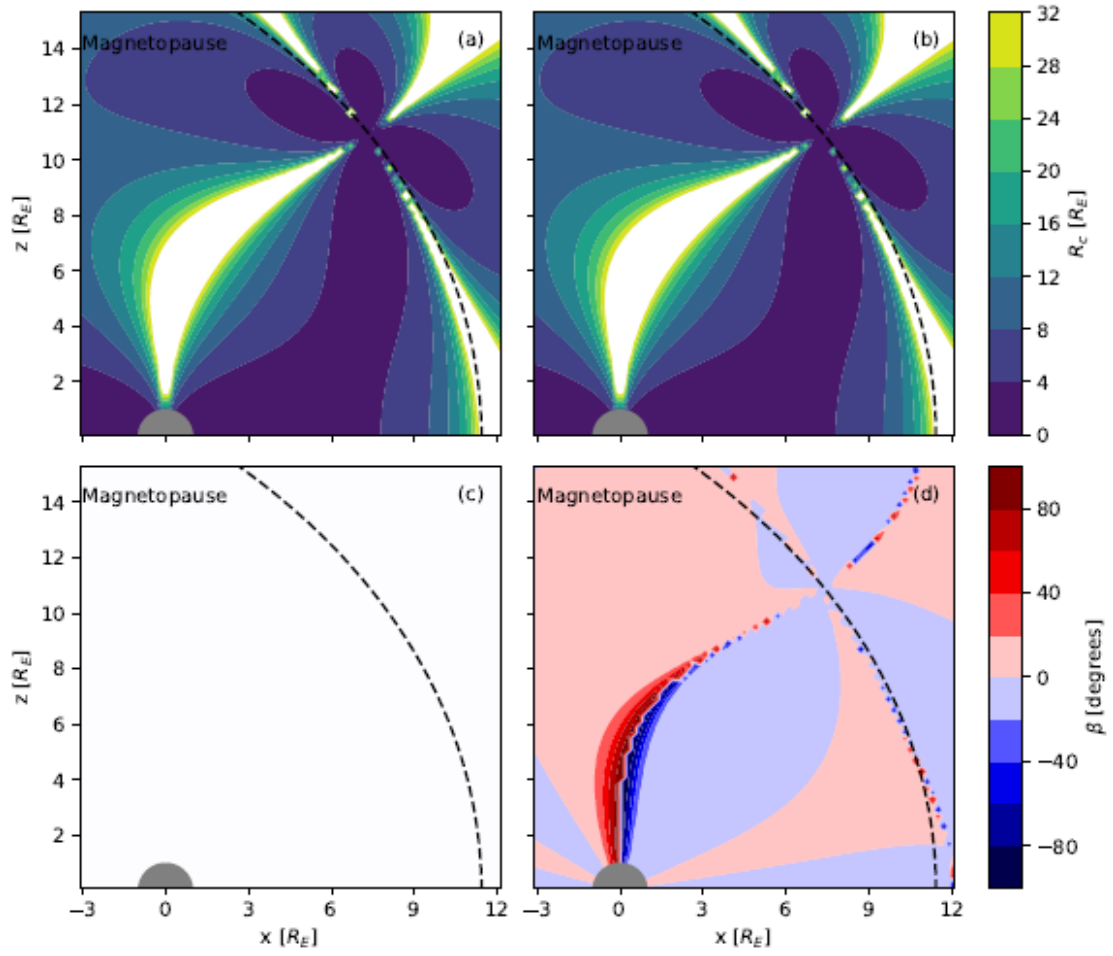 Magnetopause (a)
14
12
10
8
6
4
2
z [R_E]
Magnetopause (b)
32
28
24
20
16
12
8
4
0
R_c [R_E]
Magnetopause (c)
14
12
10
8
6
4
2
z [R_E]
−3 0 3 6 9 12
x [R_E]
Magnetopause (d)
−3 0 3 6 9 12
x [R_E]
80
40
0
−40
−80
β [degrees]